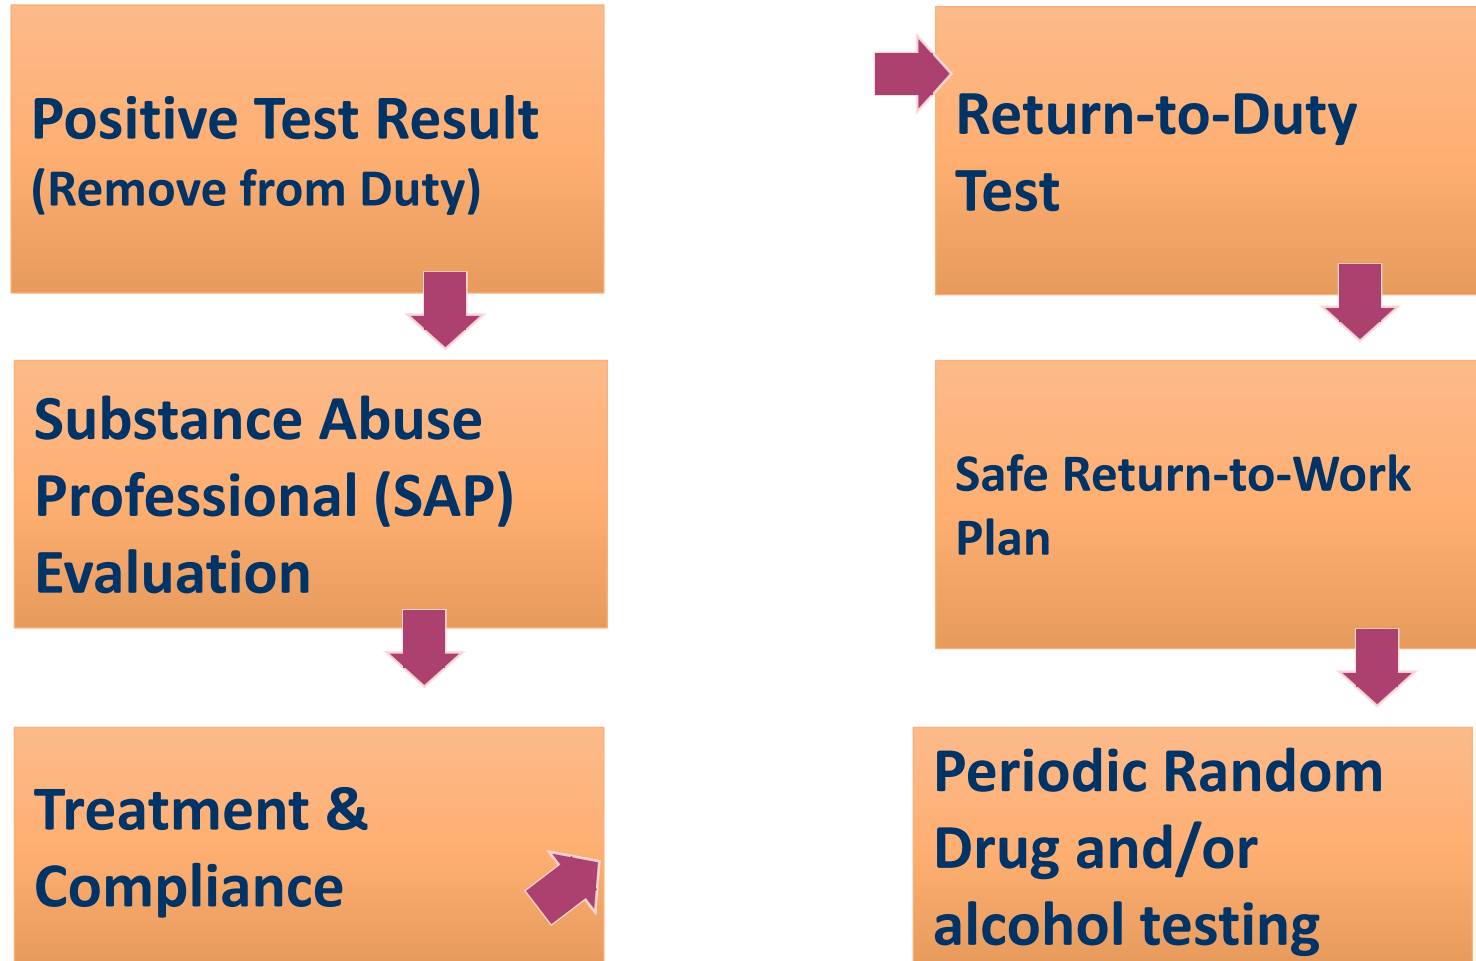 Positive Test Result
(Remove from Duty)
Substance Abuse
Professional (SAP)
Evaluation
Treatment &
Compliance
Return-to-Duty
Test
Safe Return-to-Work
Plan
Periodic Random
Drug and/or
alcohol testing